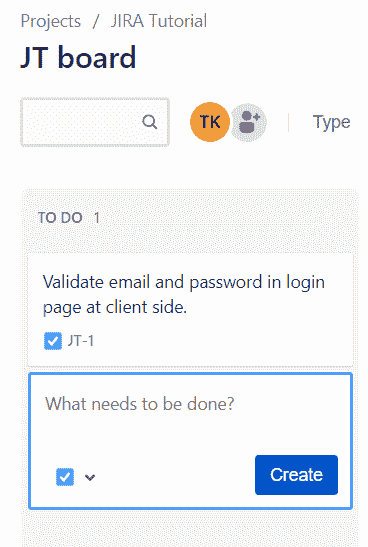 Projects / JIRA Tutorial
JT board
TK
Type
TO DO 1
Validate email and password in login
page at client side.
JT-1
What needs to be done?
Create